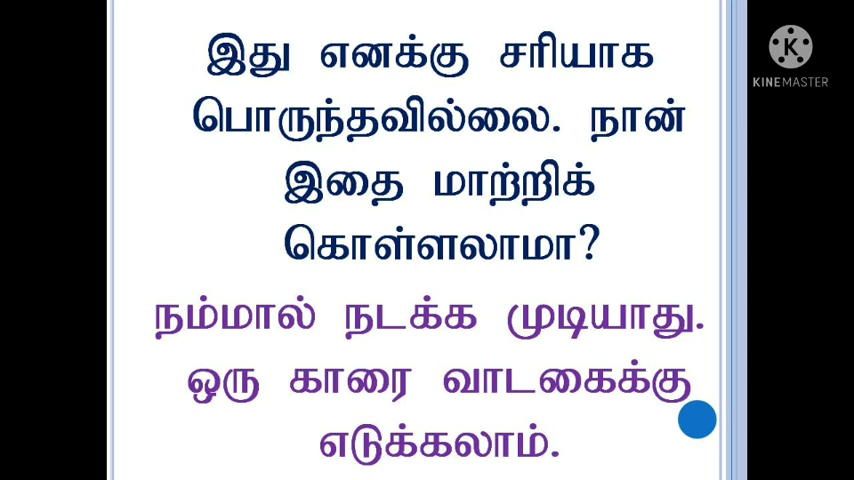 இது எனக்கு சரியாக
பொருந்தவில்லை. நான்
இதை மாற்றிக்
கொள்ளலாமா?
நம்மால் நடக்க முடியாது.
ஒரு காரை வாடகைக்கு
எடுக்கலாம்.
K
KINEMASTER